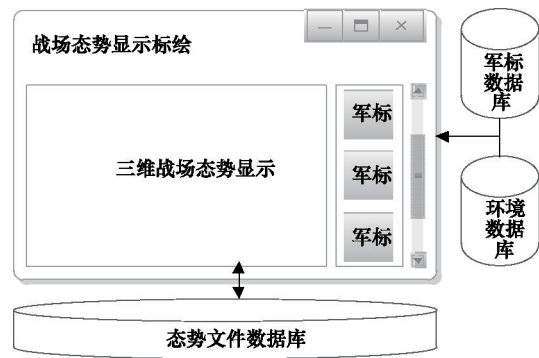 战场态势显示标绘
三维战场态势显示
军标
军标
军标
军标
数据
库
环境
数据
库
态势文件数据库